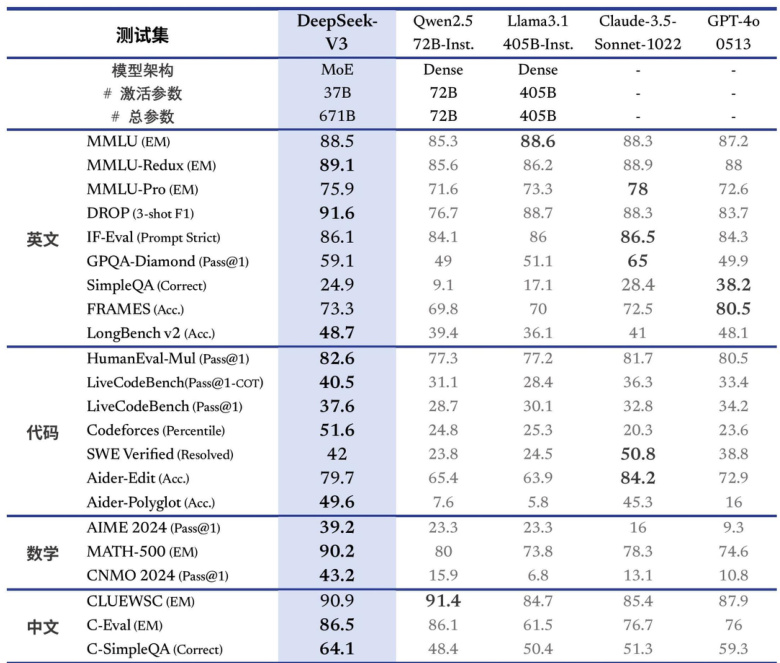 测试集 DeepSeek-V3 Qwen2.5 72B-Inst. Llama3.1 405B-Inst. Claude-3.5-Sonnet-1022 GPT-4o 0513
模型架构 MoE Dense Dense - -
# 激活参数 37B 72B 405B - -
# 总参数 671B 72B 405B - -
英文
MMLU (EM) 88.5 85.3 88.6 88.3 87.2
MMLU-Redux (EM) 89.1 85.6 86.2 88.9 88
MMLU-Pro (EM) 75.9 71.6 73.3 78 72.6
DROP (3-shot F1) 91.6 76.7 88.7 88.3 83.7
IF-Eval (Prompt Strict) 86.1 84.1 86 86.5 84.3
GPQA-Diamond (Pass@1) 59.1 49 51.1 65 49.9
SimpleQA (Correct) 24.9 9.1 17.1 28.4 38.2
FRAMES (Acc.) 73.3 69.8 70 72.5 80.5
LongBench v2 (Acc.) 48.7 39.4 36.1 41 48.1
代码
HumanEval-Mul (Pass@1) 82.6 77.3 77.2 81.7 80.5
LiveCodeBench(Pass@1-COT) 40.5 31.1 28.4 36.3 33.4
LiveCodeBench (Pass@1) 37.6 28.7 30.1 32.8 34.2
Codeforces (Percentile) 51.6 24.8 25.3 20.3 23.6
SWE Verified (Resolved) 42 23.8 24.5 50.8 38.8
Aider-Edit (Acc.) 79.7 65.4 63.9 84.2 72.9
Aider-Polyglot (Acc.) 49.6 7.6 5.8 45.3 16
数学
AIME 2024 (Pass@1) 39.2 23.3 23.3 16 9.3
MATH-500 (EM) 90.2 80 73.8 78.3 74.6
CNMO 2024 (Pass@1) 43.2 15.9 6.8 13.1 10.8
中文
CLUEWSC (EM) 90.9 91.4 84.7 85.4 87.9
C-Eval (EM) 86.5 86.1 61.5 76.7 76
C-SimpleQA (Correct) 64.1 48.4 50.4 51.3 59.3